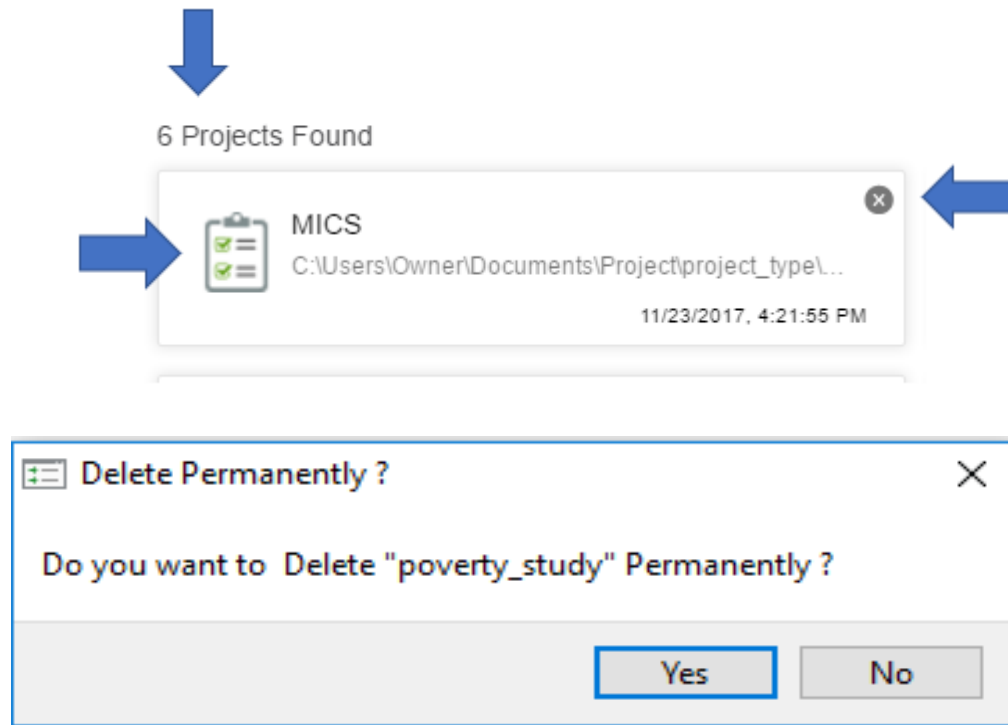 6 Projects Found
MICS
C:\Users\Owner\Documents\Project\project_type\...
11/23/2017, 4:21:55 PM
Delete Permanently ?
Do you want to  Delete "poverty_study" Permanently ?
Yes
No